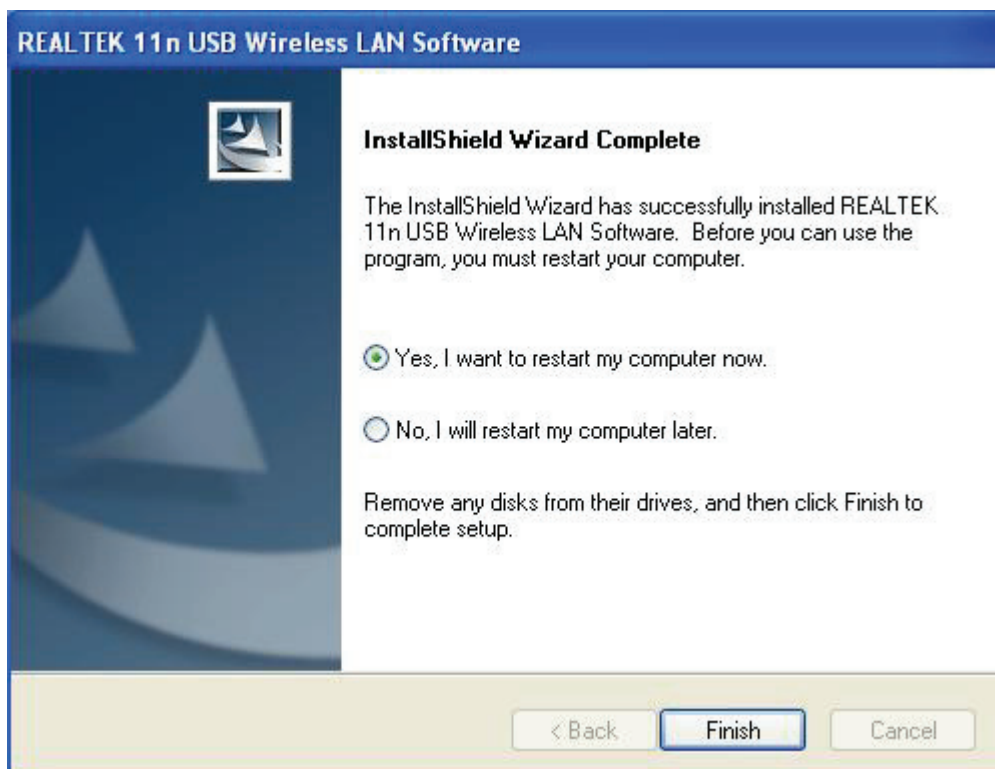 REALTEK 11n USB Wireless LAN Software
InstallShield Wizard Complete
The InstallShield Wizard has successfully installed REALTEK
11n USB Wireless LAN Software.  Before you can use the
program, you must restart your computer.
Yes, I want to restart my computer now.
No, I will restart my computer later.
Remove any disks from their drives, and then click Finish to
complete setup.
< Back Finish Cancel